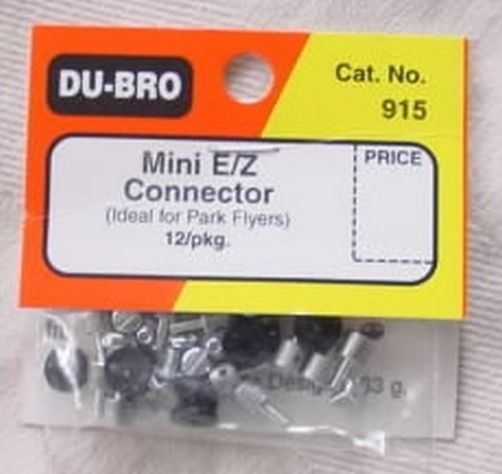 DU-BRO
Cat. No.
915
Mini E/Z
Connector
(Ideal for Park Flyers)
12/pkg.
PRICE
g.